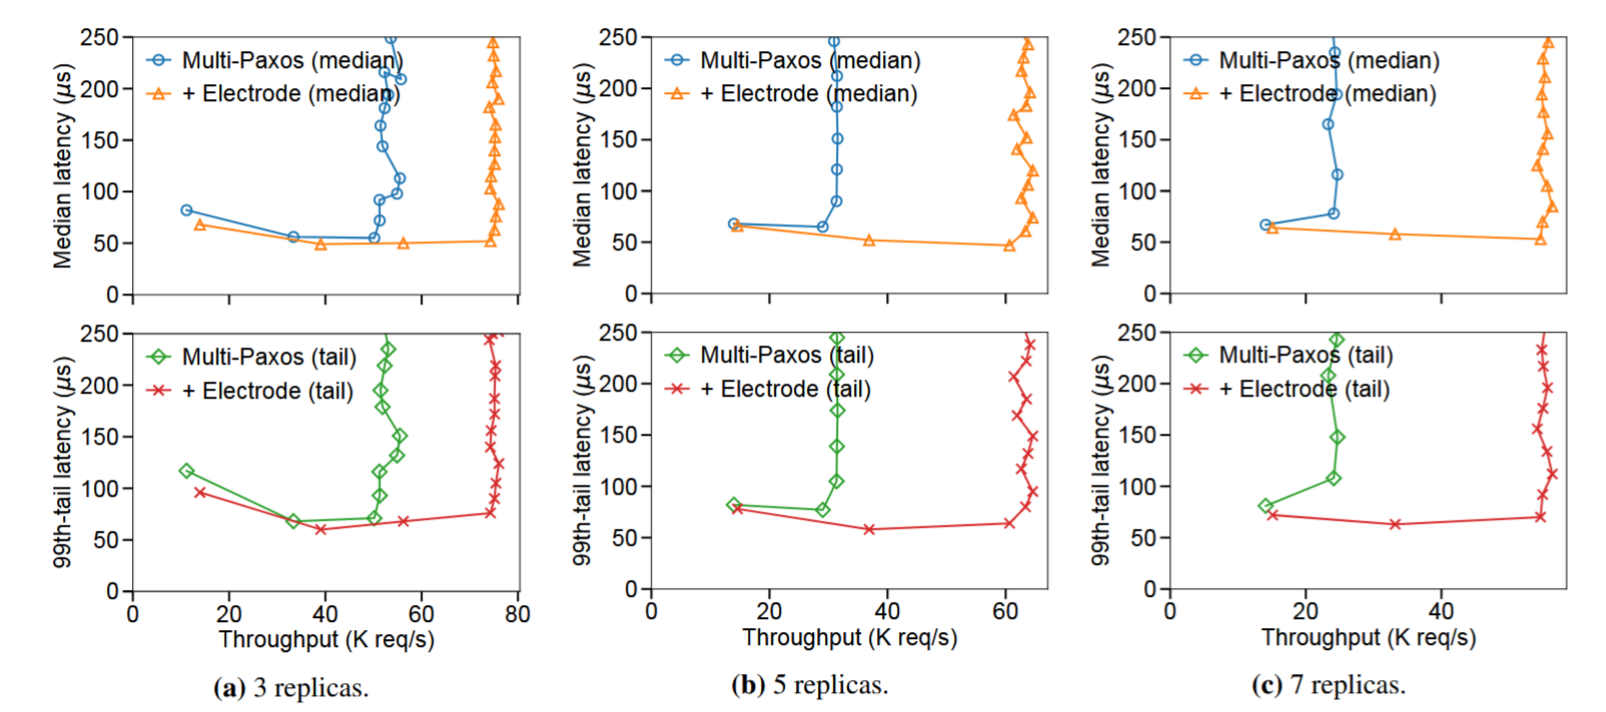 250
200
150
100
50
0
Median latency (μs)
Multi-Paxos (median)
+ Electrode (median)
250
200
150
100
50
0
Median latency (μs)
Multi-Paxos (median)
+ Electrode (median)
250
200
150
100
50
0
Median latency (μs)
Multi-Paxos (median)
+ Electrode (median)
250
200
150
100
50
0
99th-tail latency (μs)
Multi-Paxos (tail)
+ Electrode (tail)
0 20 40 60 80
Throughput (K req/s)
250
200
150
100
50
0
99th-tail latency (μs)
Multi-Paxos (tail)
+ Electrode (tail)
0 20 40 60
Throughput (K req/s)
250
200
150
100
50
0
99th-tail latency (μs)
Multi-Paxos (tail)
+ Electrode (tail)
0 20 40
Throughput (K req/s)
(a) 3 replicas.
(b) 5 replicas.
(c) 7 replicas.